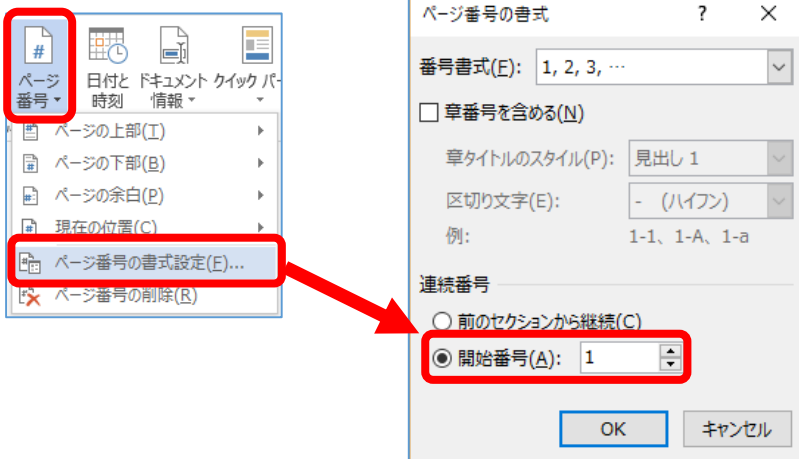 ページ
番号
日付と
時刻
ドキュメント
情報
クイック パー
ページの上部(T)
ページの下部(B)
ページの余白(P)
現在の位置(C)
ページ番号の書式設定(F)...
ページ番号の削除(R)
ページ番号の書式
番号書式(F): 1, 2, 3, …
章番号を含める(N)
章タイトルのスタイル(P): 見出し 1
区切り文字(E): - (ハイフン)
例: 1-1、1-A、1-a
連続番号
前のセクションから継続(C)
開始番号(A): 1
OK キャンセル